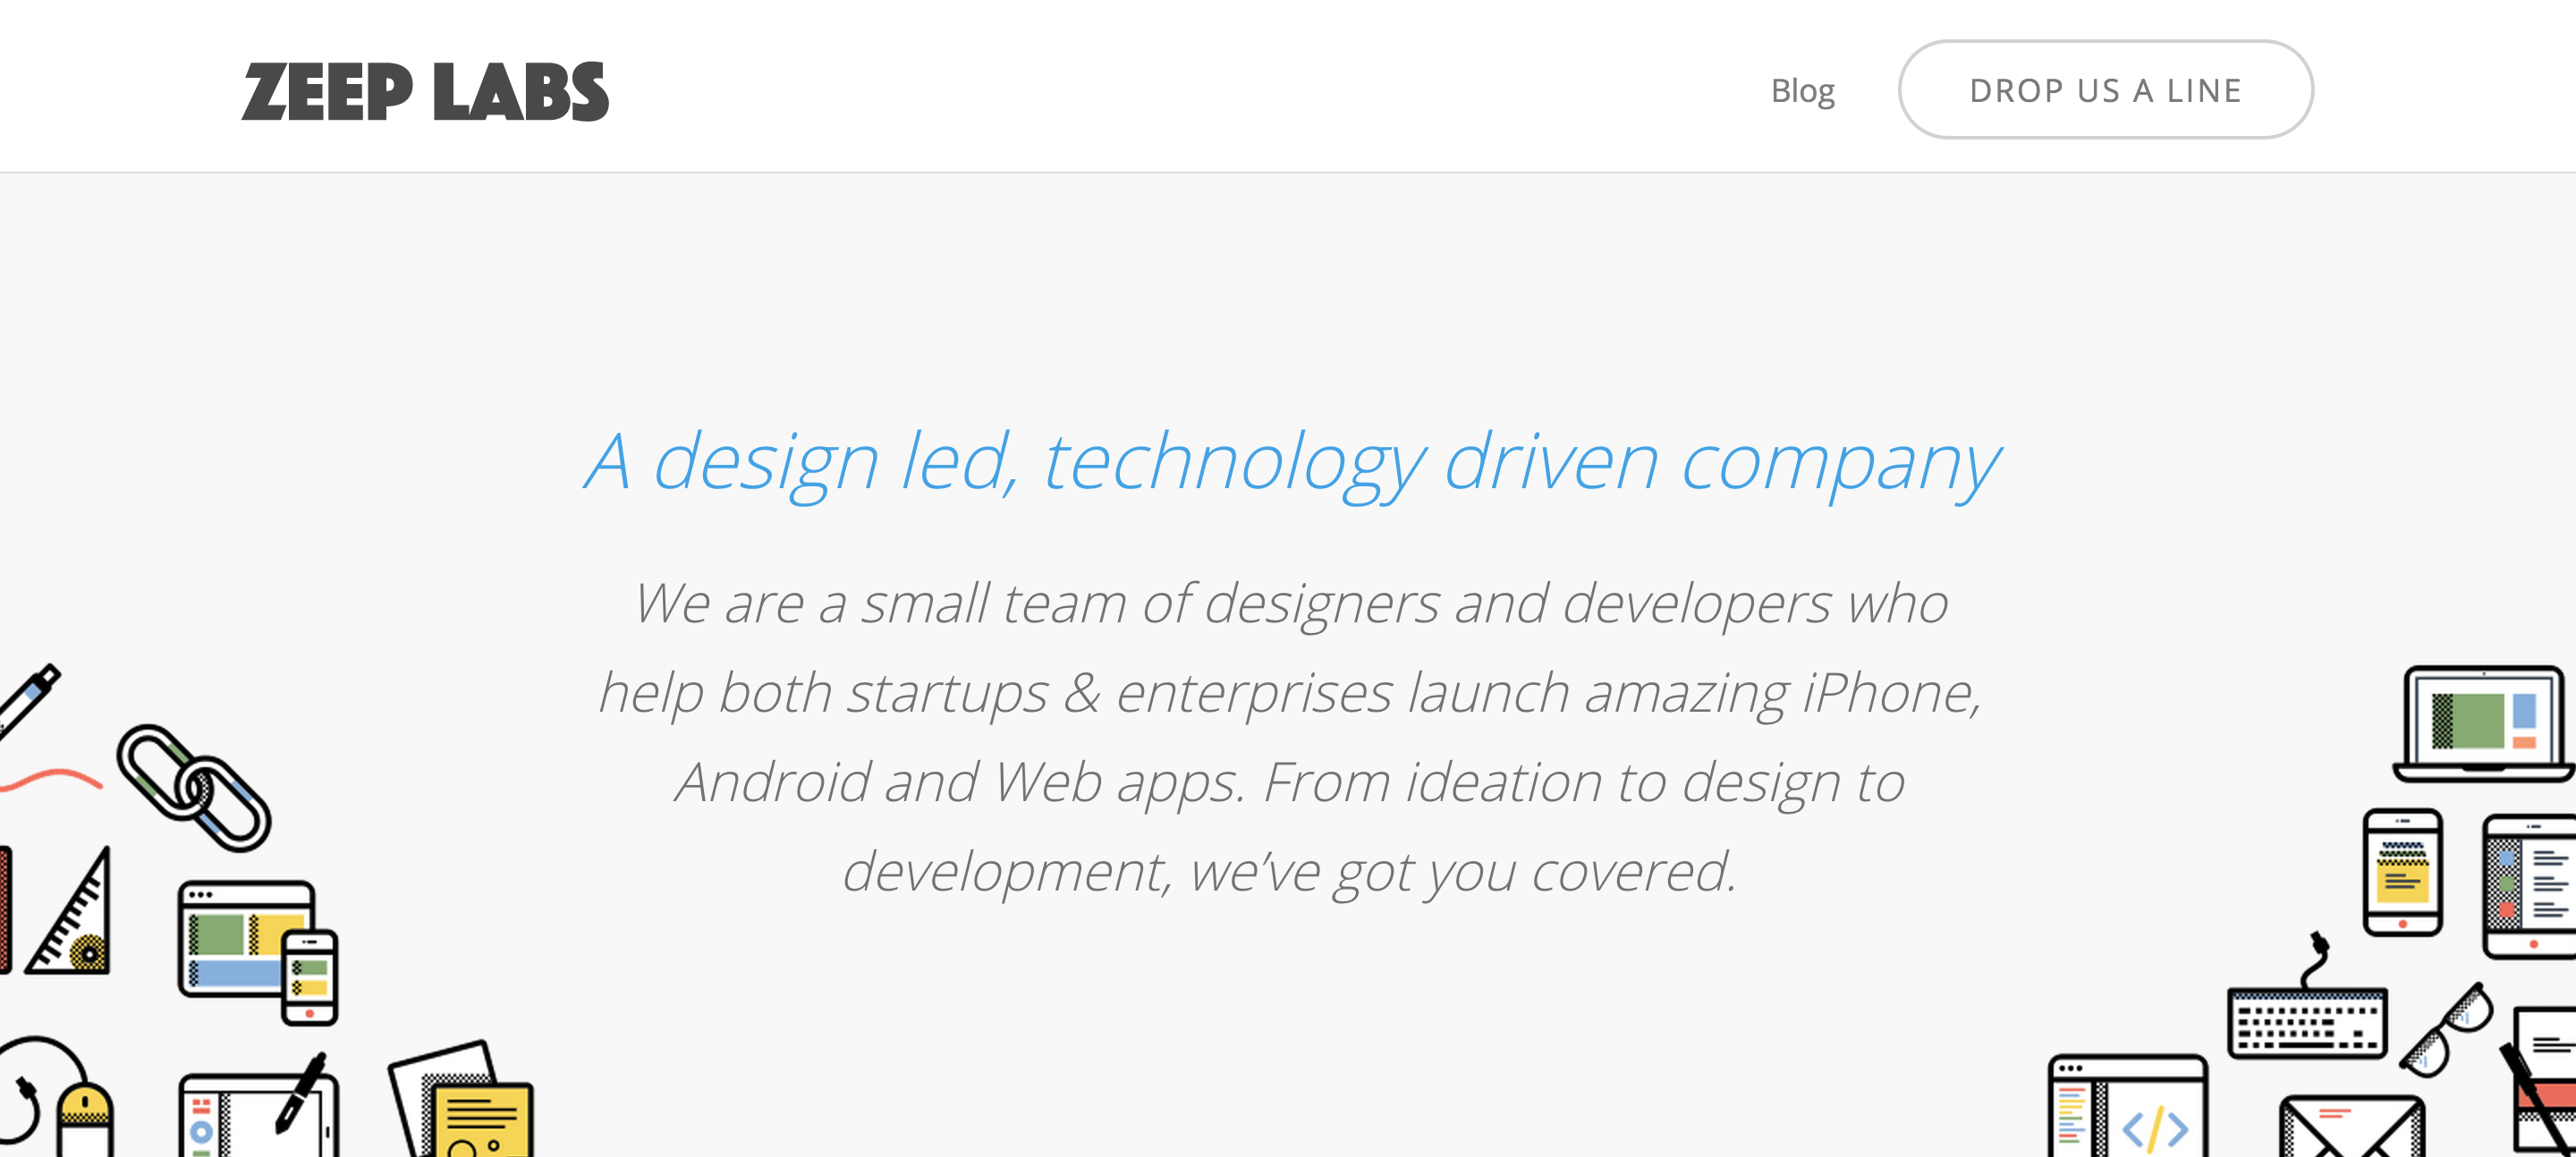 ZEEP LABS
Blog
DROP US A LINE
A design led, technology driven company
We are a small team of designers and developers who
help both startups & enterprises launch amazing iPhone,
Android and Web apps. From ideation to design to
development, we’ve got you covered.